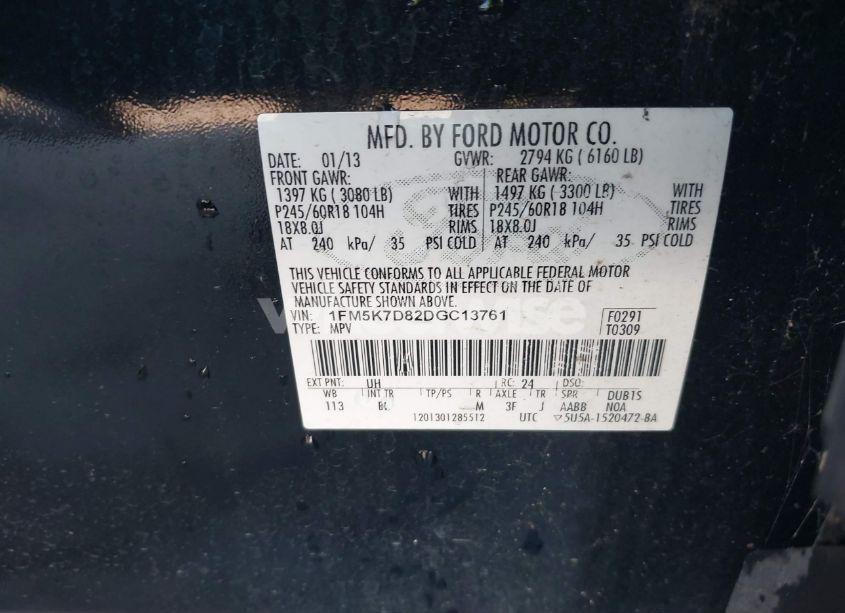 MFD. BY FORD MOTOR CO.
DATE: 01/13 GVWR: 2794 KG ( 6160 LB)
FRONT GAWR: REAR GAWR:
1397 KG ( 3080 LB) WITH 1497 KG ( 3300 LB) WITH
P245/60R18 104H TIRES P245/60R18 104H TIRES
18X8.0J RIMS 18X8.0J RIMS
AT 240 kPa/ 35 PSI COLD AT 240 kPa/ 35 PSI COLD
THIS VEHICLE CONFORMS TO ALL APPLICABLE FEDERAL MOTOR
VEHICLE SAFETY STANDARDS IN EFFECT ON THE DATE OF
MANUFACTURE SHOWN ABOVE.
VIN: 1FM5K7D82DGC13761 F0291
TYPE: MPV T0309
EXT PNT: UH RC: 24 DSO:
WB INT TR TP/PS R AXLE TR SPR DUB1S
113 M 3F J AABB NOA
1201301285512 UTC ▽5U5A-1520472-BA